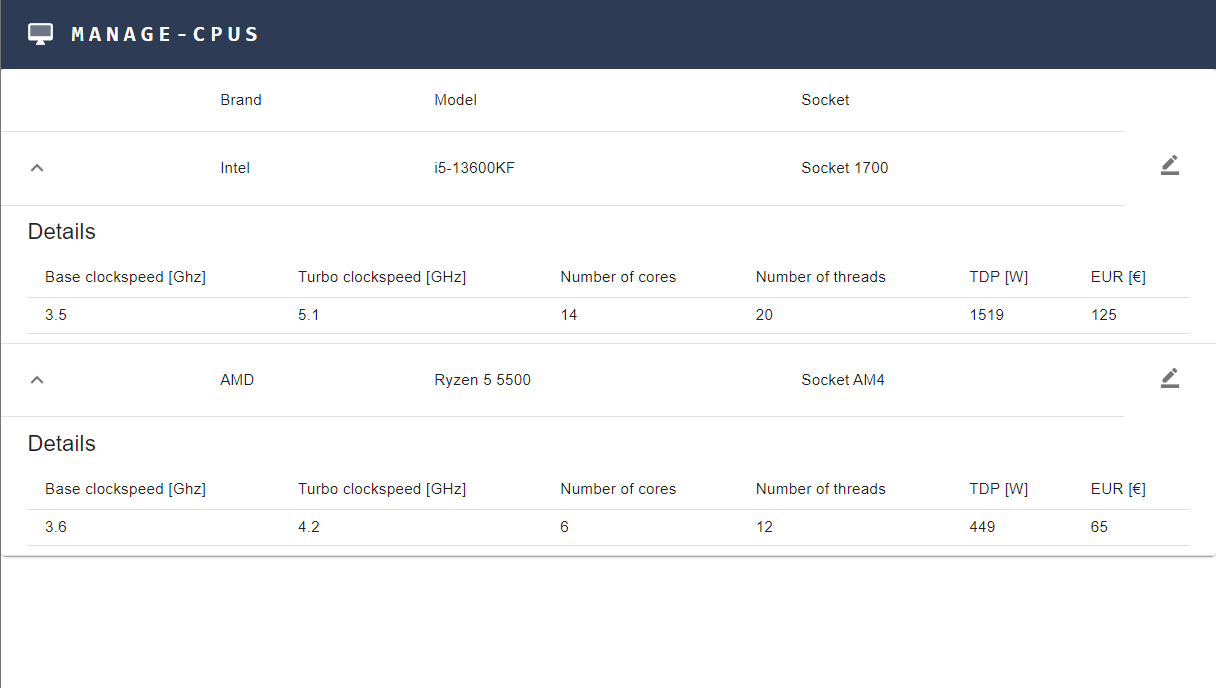 MANAGE-CPUS
Brand Model Socket
Intel i5-13600KF Socket 1700
Details
Base clockspeed [Ghz] Turbo clockspeed [GHz] Number of cores Number of threads TDP [W] EUR [€]
3.5 5.1 14 20 1519 125
AMD Ryzen 5 5500 Socket AM4
Details
Base clockspeed [Ghz] Turbo clockspeed [GHz] Number of cores Number of threads TDP [W] EUR [€]
3.6 4.2 6 12 449 65